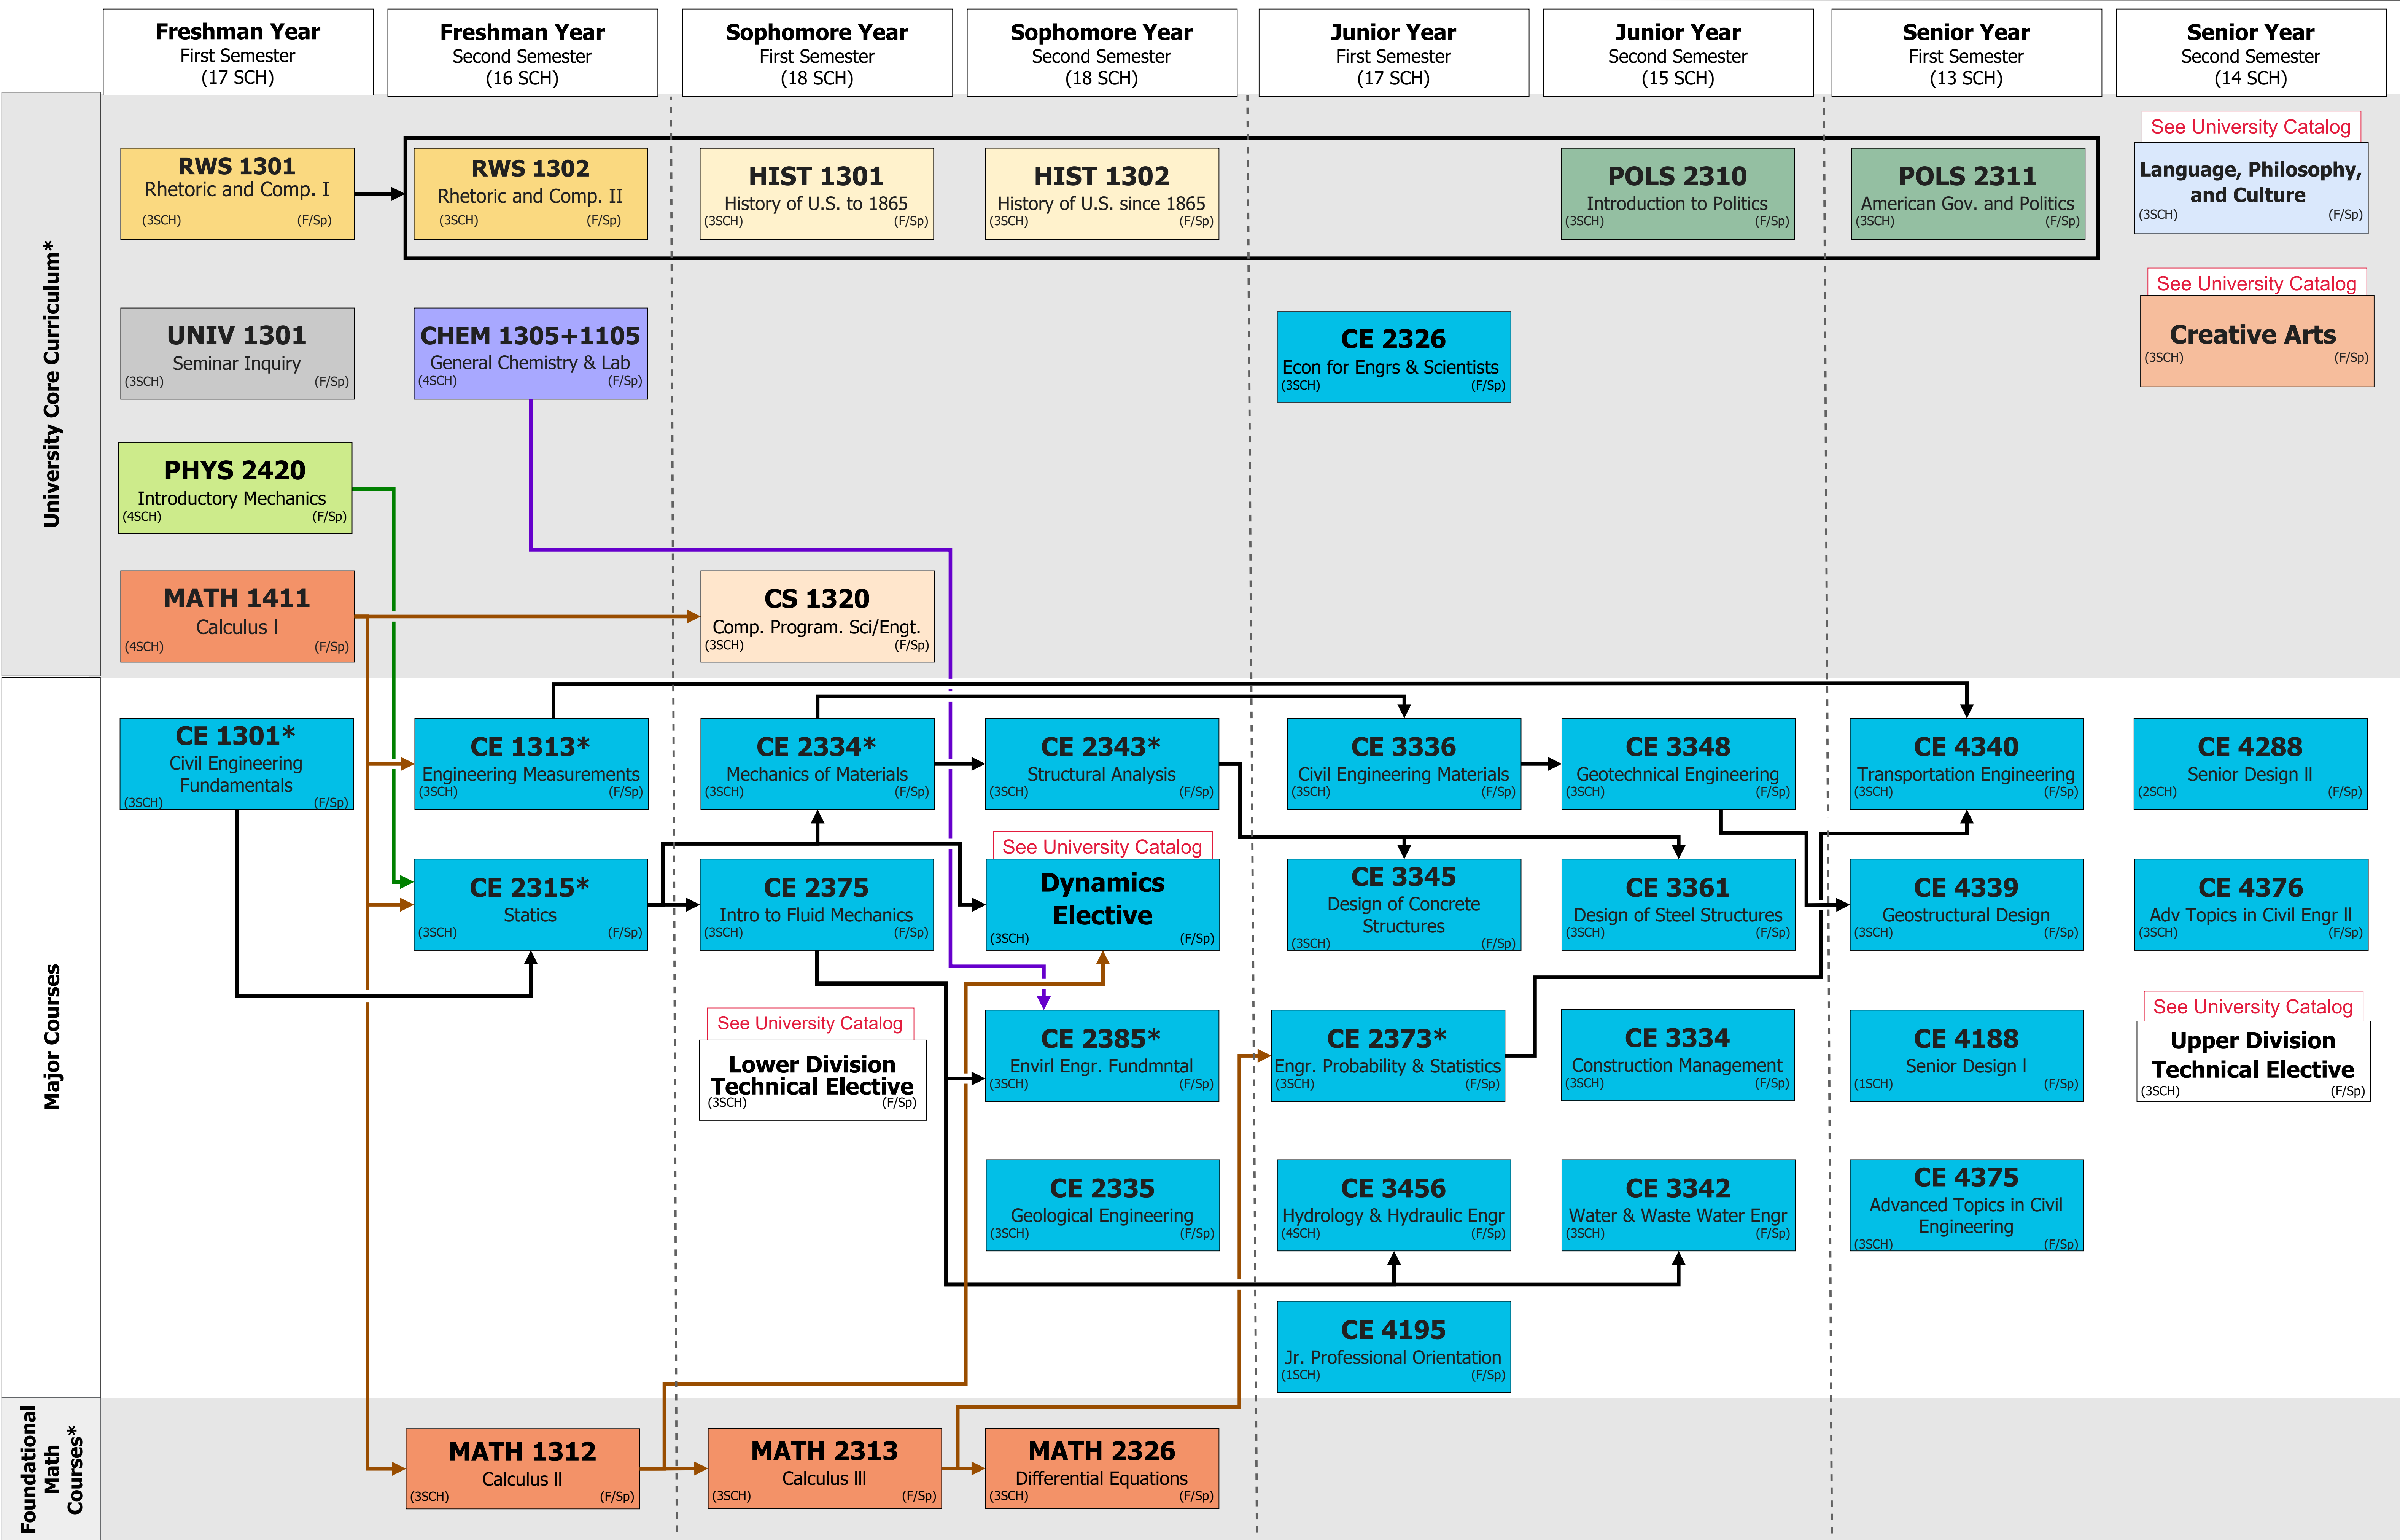 Freshman Year
First Semester
(17 SCH)
Freshman Year
Second Semester
(16 SCH)
Sophomore Year
First Semester
(18 SCH)
Sophomore Year
Second Semester
(18 SCH)
Junior Year
First Semester
(17 SCH)
Junior Year
Second Semester
(15 SCH)
Senior Year
First Semester
(13 SCH)
Senior Year
Second Semester
(14 SCH)
University Core Curriculum*
RWS 1301
Rhetoric and Comp. I
(3SCH) (F/Sp)
RWS 1302
Rhetoric and Comp. II
(3SCH) (F/Sp)
HIST 1301
History of U.S. to 1865
(3SCH) (F/Sp)
HIST 1302
History of U.S. since 1865
(3SCH) (F/Sp)
POLS 2310
Introduction to Politics
(3SCH) (F/Sp)
POLS 2311
American Gov. and Politics
(3SCH) (F/Sp)
See University Catalog
Language, Philosophy,
and Culture
(3SCH) (F/Sp)
UNIV 1301
Seminar Inquiry
(3SCH) (F/Sp)
CHEM 1305+1105
General Chemistry & Lab
(4SCH) (F/Sp)
CE 2326
Econ for Engrs & Scientists
(3SCH) (F/Sp)
See University Catalog
Creative Arts
(3SCH) (F/Sp)
PHYS 2420
Introductory Mechanics
(4SCH) (F/Sp)
MATH 1411
Calculus I
(4SCH) (F/Sp)
CS 1320
Comp. Program. Sci/Engt.
(3SCH) (F/Sp)
Major Courses
CE 1301*
Civil Engineering
Fundamentals
(3SCH) (F/Sp)
CE 1313*
Engineering Measurements
(3SCH) (F/Sp)
CE 2334*
Mechanics of Materials
(3SCH) (F/Sp)
CE 2343*
Structural Analysis
(3SCH) (F/Sp)
CE 3336
Civil Engineering Materials
(3SCH) (F/Sp)
CE 3348
Geotechnical Engineering
(3SCH) (F/Sp)
CE 4340
Transportation Engineering
(3SCH) (F/Sp)
CE 4288
Senior Design II
(2SCH) (F/Sp)
CE 2315*
Statics
(3SCH) (F/Sp)
CE 2375
Intro to Fluid Mechanics
(3SCH) (F/Sp)
See University Catalog
Dynamics
Elective
(3SCH) (F/Sp)
CE 3345
Design of Concrete
Structures
(3SCH) (F/Sp)
CE 3361
Design of Steel Structures
(3SCH) (F/Sp)
CE 4339
Geostructural Design
(3SCH) (F/Sp)
CE 4376
Adv Topics in Civil Engr II
(3SCH) (F/Sp)
See University Catalog
Lower Division
Technical Elective
(3SCH) (F/Sp)
CE 2385*
Envirl Engr. Fundmntal
(3SCH) (F/Sp)
CE 2373*
Engr. Probability & Statistics
(3SCH) (F/Sp)
CE 3334
Construction Management
(3SCH) (F/Sp)
CE 4188
Senior Design I
(1SCH) (F/Sp)
See University Catalog
Upper Division
Technical Elective
(3SCH) (F/Sp)
CE 2335
Geological Engineering
(3SCH) (F/Sp)
CE 3456
Hydrology & Hydraulic Engr
(4SCH) (F/Sp)
CE 3342
Water & Waste Water Engr
(3SCH) (F/Sp)
CE 4375
Advanced Topics in Civil
Engineering
(3SCH) (F/Sp)
CE 4195
Jr. Professional Orientation
(1SCH) (F/Sp)
Foundational
Math
Courses*
MATH 1312
Calculus II
(3SCH) (F/Sp)
MATH 2313
Calculus III
(3SCH) (F/Sp)
MATH 2326
Differential Equations
(3SCH) (F/Sp)